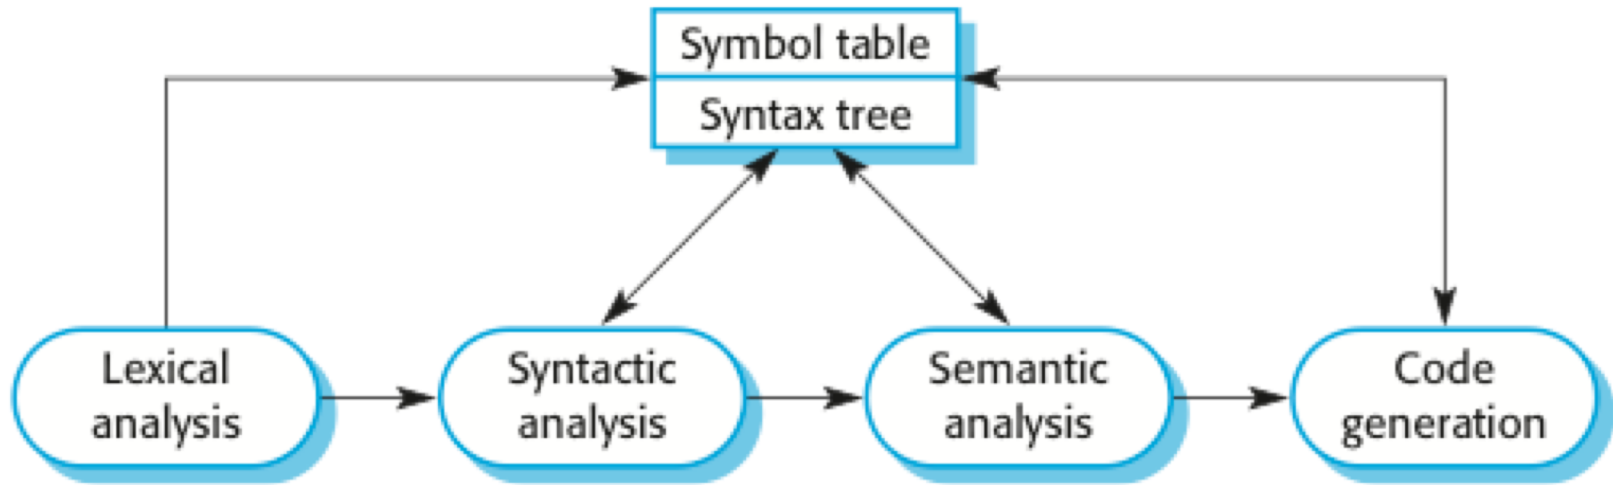 Symbol table
Syntax tree
Lexical
analysis
Syntactic
analysis
Semantic
analysis
Code
generation